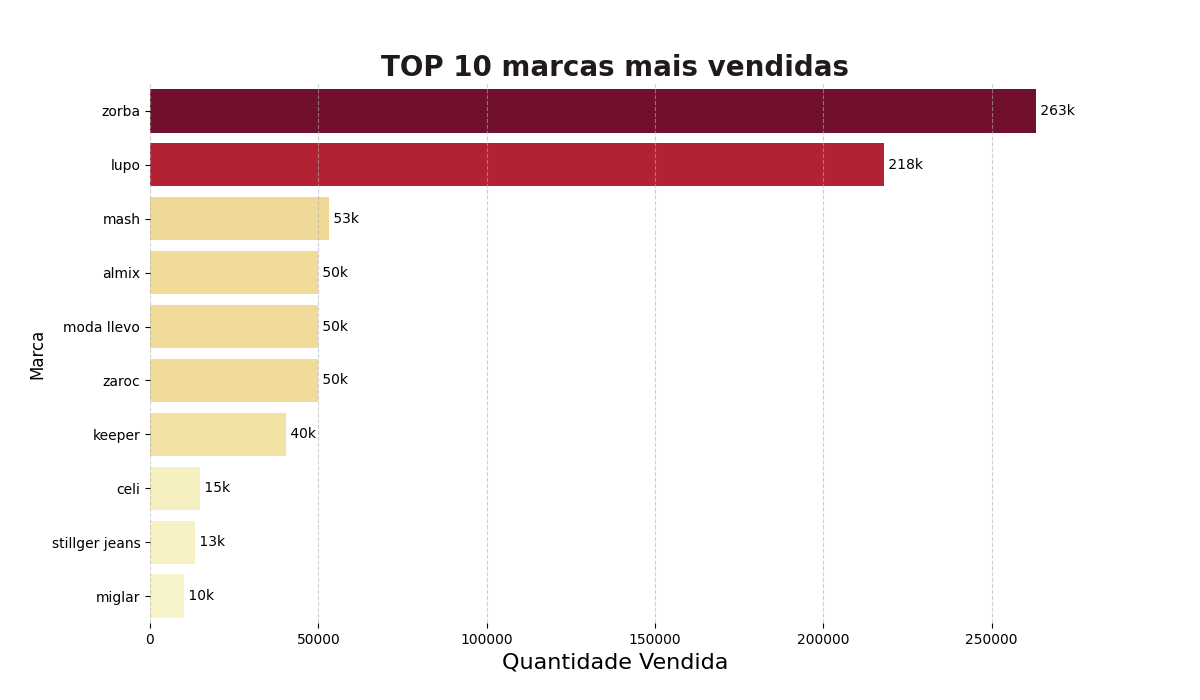 TOP 10 marcas mais vendidas
zorba 263k
lupo 218k
mash 53k
almix 50k
moda llevo 50k
zaroc 50k
keeper 40k
celi 15k
stillger jeans 13k
miglar 10k
Marca
0 50000 100000 150000 200000 250000
Quantidade Vendida